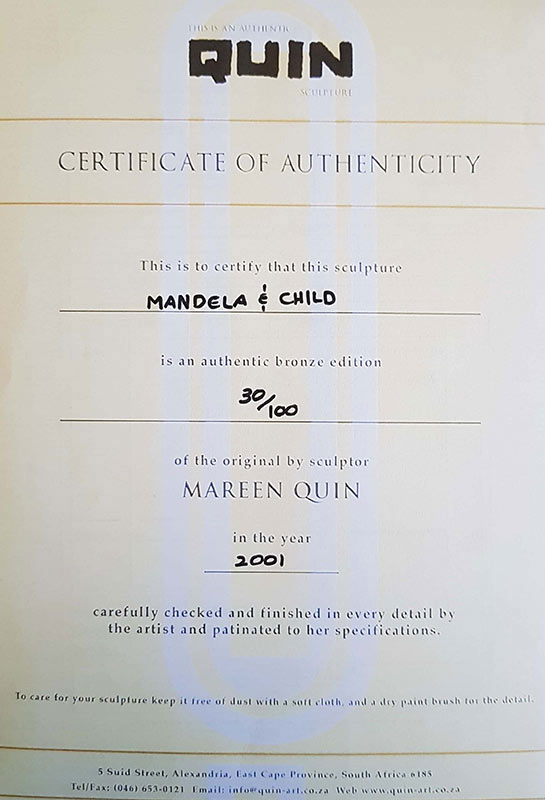 THIS IS AN AUTHENTIC
QUIN
SCULPTURE
CERTIFICATE OF AUTHENTICITY
This is to certify that this sculpture
MANDELA & CHILD
is an authentic bronze edition
30/100
of the original by sculptor
MAREEN QUIN
in the year
2001
carefully checked and finished in every detail by
the artist and patinated to her specifications.
To care for your sculpture keep it free of dust with a soft cloth, and a dry paint brush for the detail.
5 Suid Street, Alexandria, East Cape Province, South Africa 6185
Tel/Fax: (046) 653-0121 Email: info@quin-art.co.za Web www.quin-art.co.za